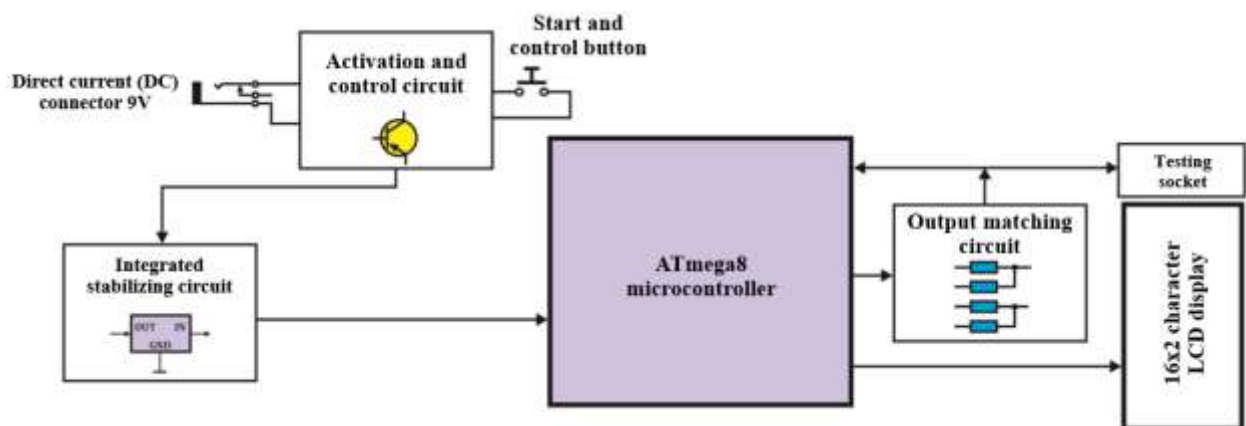 Start and
control button
Activation and
control circuit
Direct current (DC)
connector 9V
Testing
socket
Output matching
circuit
Integrated
stabilizing circuit
OUT IN
GND
ATmega8
microcontroller
16x2 character
LCD display